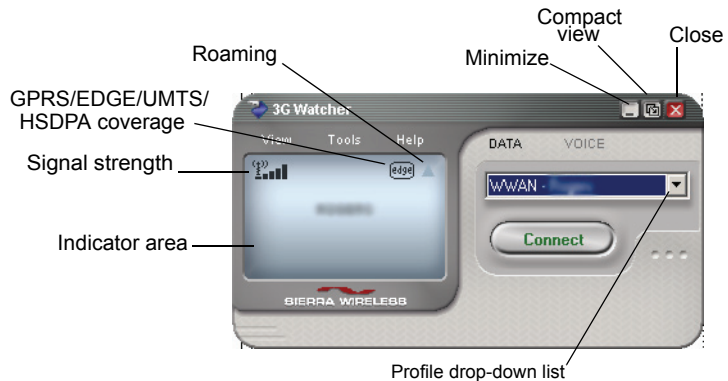 Compact
view
Close
Roaming
Minimize
GPRS/EDGE/UMTS/
HSDPA coverage
3G Watcher
View Tools Help
DATA VOICE
Signal strength
edge
WWAN -
Indicator area
Connect
SIERRA WIRELESS
Profile drop-down list